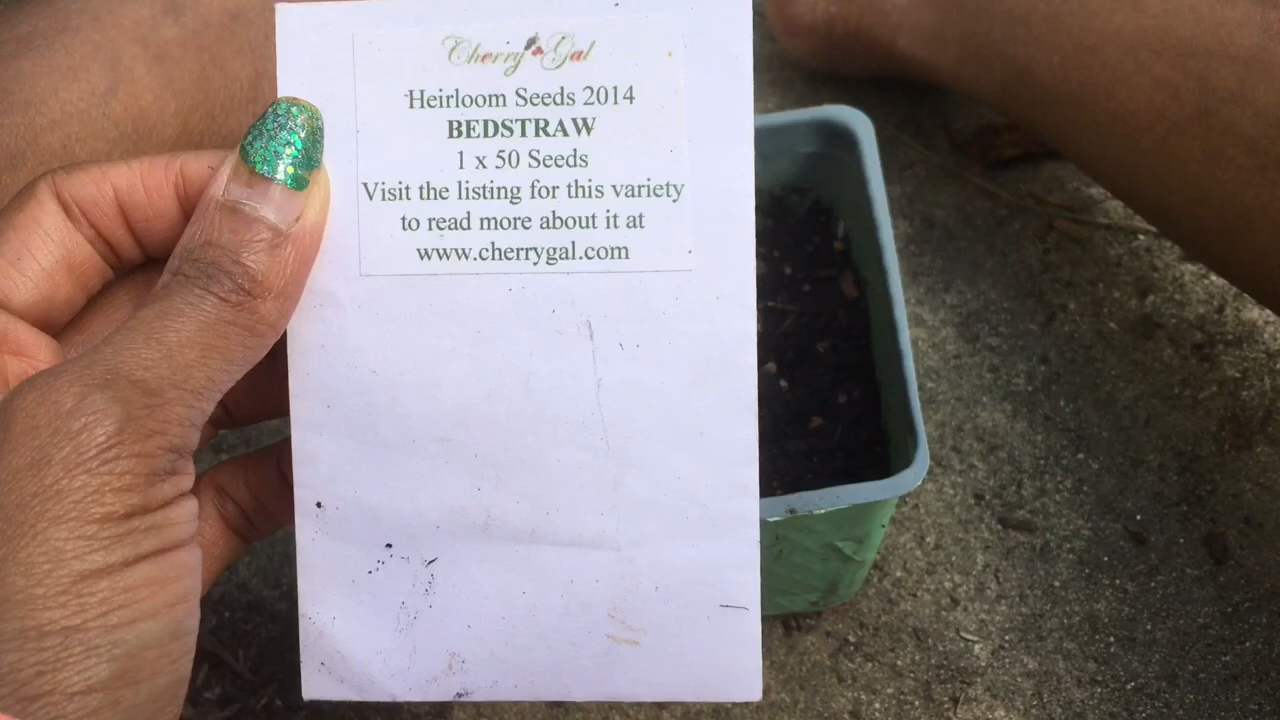 Cherry Gal
Heirloom Seeds 2014
BEDSTRAW
1 x 50 Seeds
Visit the listing for this variety
to read more about it at
www.cherrygal.com